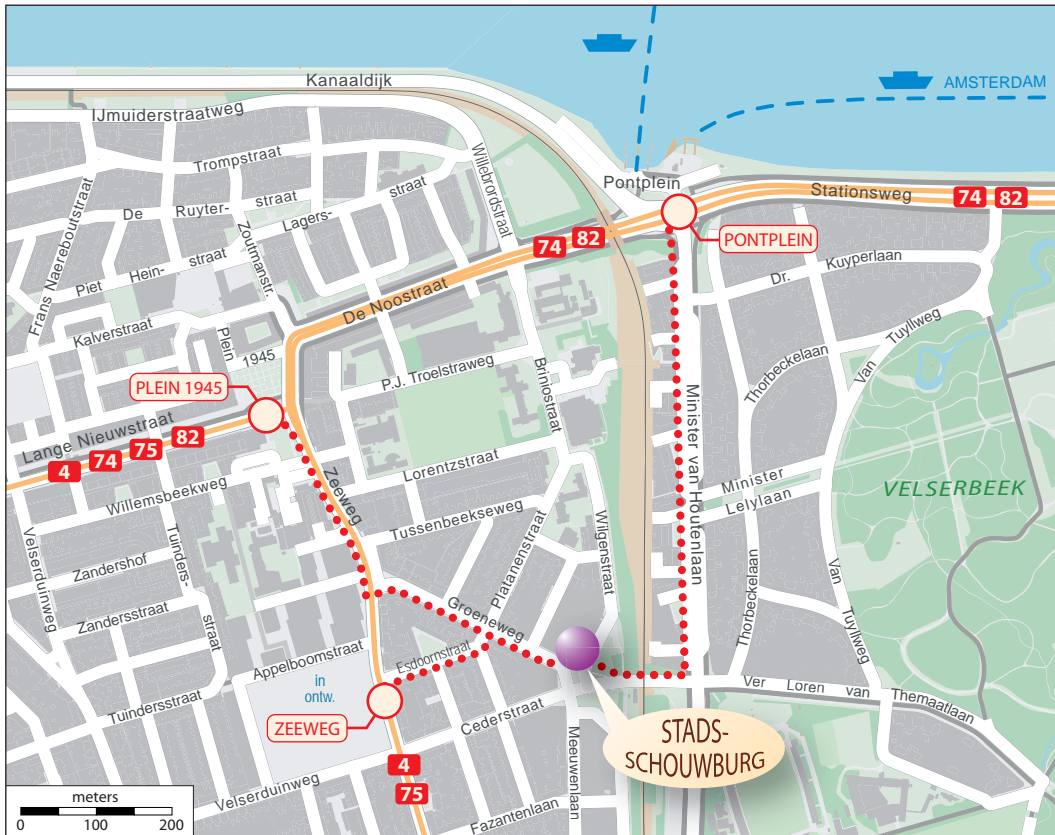 AMSTERDAM
Kanaaldijk
IJmuiderstraatweg
Trompstraat
Willebrordstraat
Pontplein
Stationsweg
74 82
De Ruyter- straat
Lagers- straat
Frans Naereboutstraat
Zoutmanstr.
74 82
PONTPLEIN
Piet Hein- straat
Dr. Kuyperlaan
De Noostraat
Kalverstraat
Plein 1945
P.J. Troelstraweg
Briniostraat
Thorbeckelaan
Van Tuyllweg
PLEIN 1945
Minister van Houtenlaan
Lange Nieuwstraat
4 74 75 82
Zeeweg
Lorentzstraat
Willemsbeekweg
Minister Lelylaan
VELSERBEEK
Tussenbeekseweg
Velserduinweg
Zandershof
Tuinders- straat
Platanenstraat
Wilgenstraat
Zandersstraat
Groeneweg
Thorbeckelaan
Van Tuyllweg
Appelboomstraat
Esdoornstraat
in
ontw.
Tuindersstraat
Ver Loren van Themaatlaan
ZEEWEG
Cederstraat
STADS-
SCHOUWBURG
Meeuwenlaan
4
75
Velserduinweg
Fazantenlaan
meters
0 100 200